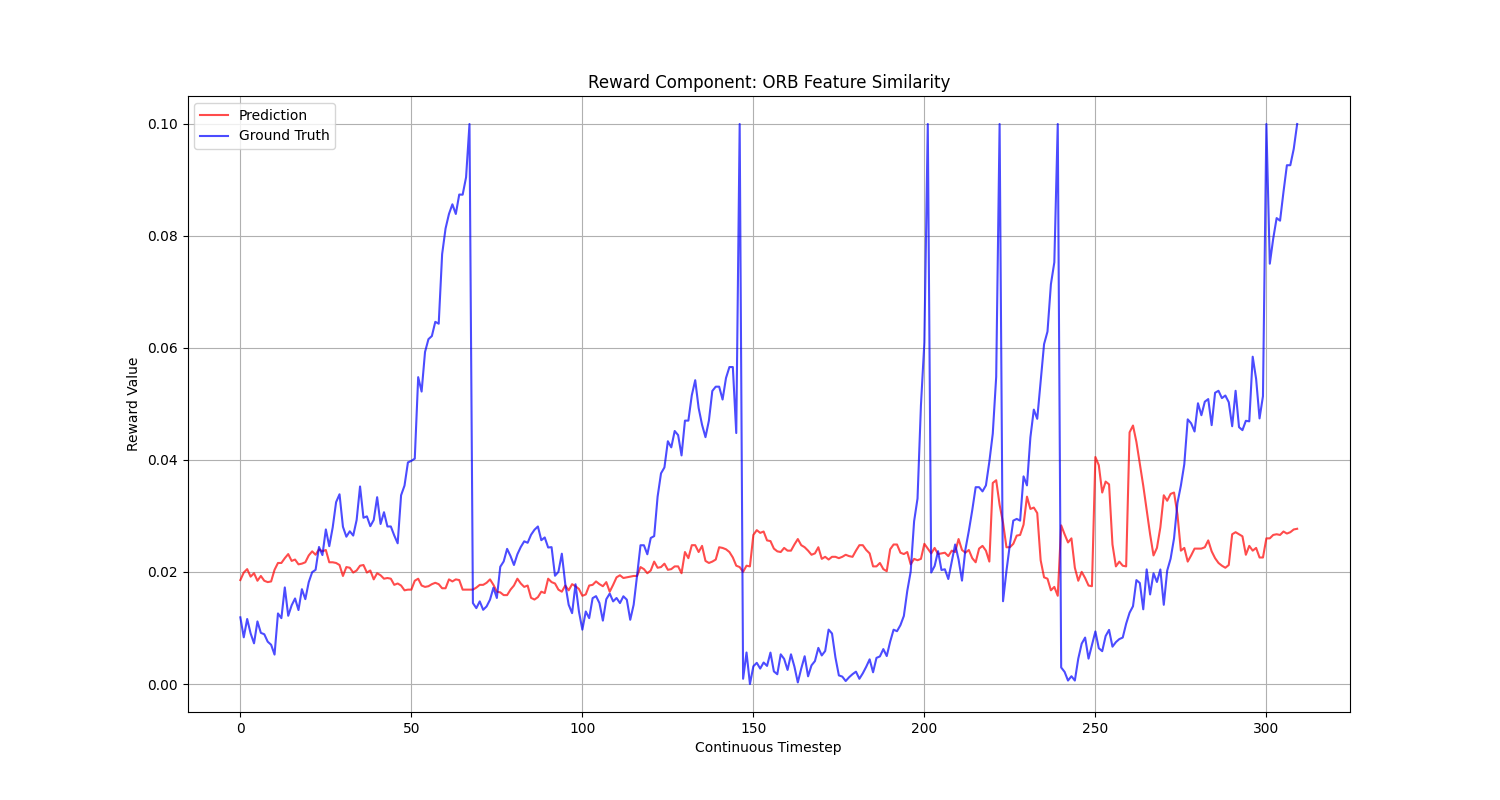 Reward Component: ORB Feature Similarity
Prediction
Ground Truth
0.10
0.08
0.06
0.04
0.02
0.00
Reward Value
0 50 100 150 200 250 300
Continuous Timestep